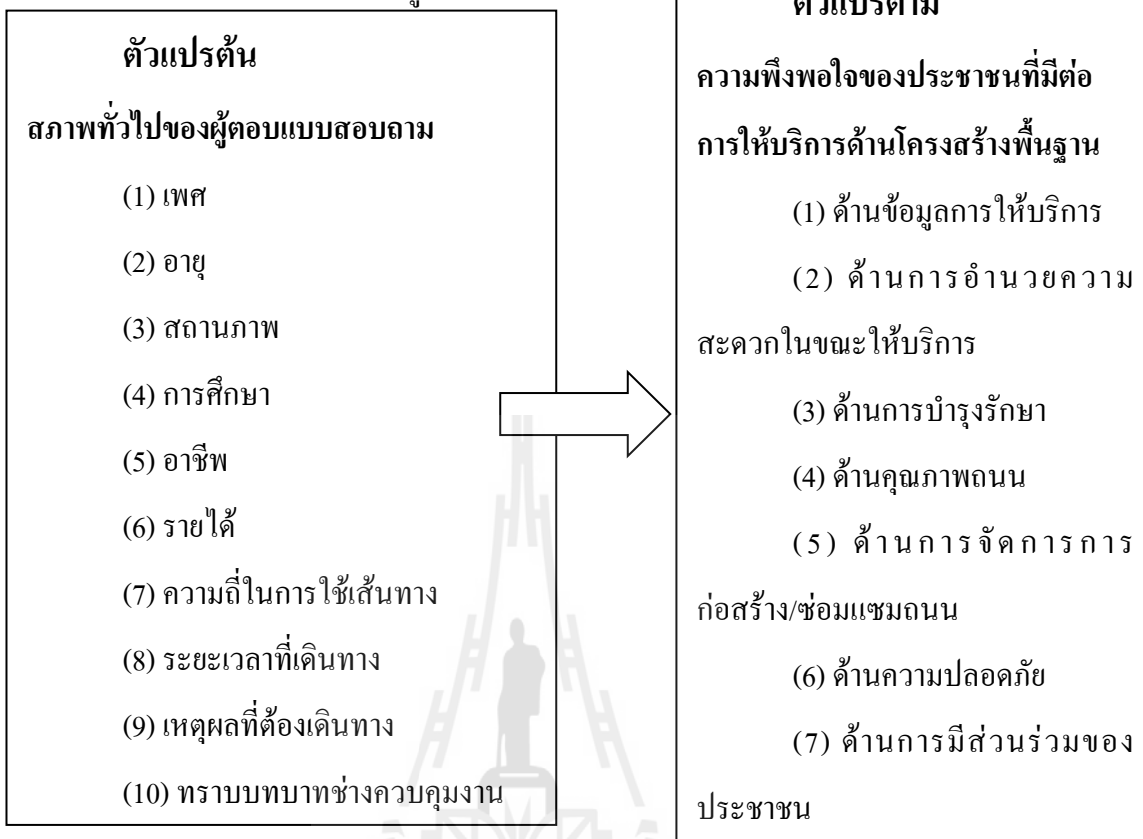 ตัวแปรต้น
สภาพทั่วไปของผู้ตอบแบบสอบถาม
(1) เพศ
(2) อายุ
(3) สถานภาพ
(4) การศึกษา
(5) อาชีพ
(6) รายได้
(7) ความถี่ในการใช้เส้นทาง
(8) ระยะเวลาที่เดินทาง
(9) เหตุผลที่ต้องเดินทาง
(10) ทราบบทบาทช่างควบคุมงาน
ตัวแปรตาม
ความพึงพอใจของประชาชนที่มีต่อ
การให้บริการด้านโครงสร้างพื้นฐาน
(1) ด้านข้อมูลการให้บริการ
(2) ด้านการอำนวยความ
สะดวกในขณะให้บริการ
(3) ด้านการบำรุงรักษา
(4) ด้านคุณภาพถนน
(5) ด้านการจัดการการ
ก่อสร้าง/ซ่อมแซมถนน
(6) ด้านความปลอดภัย
(7) ด้านการมีส่วนร่วมของ
ประชาชน